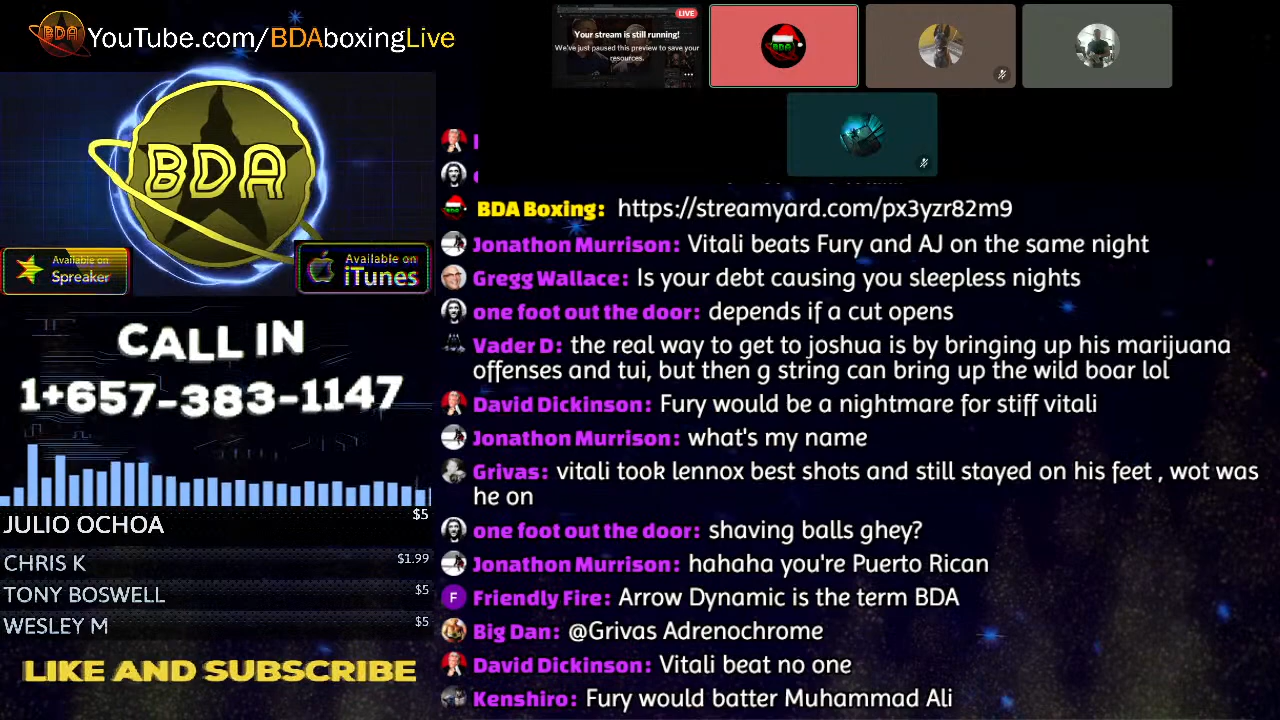 BDA
YouTube.com/BDAboxingLive
BDA
Available on
Spreaker
Available on
iTunes
CALL IN
1+657-383-1147
JULIO OCHOA $5
CHRIS K $1.99
TONY BOSWELL $5
WESLEY M $5
LIKE AND SUBSCRIBE
LIVE
Your stream is still running!
We've just paused this preview to save your
resources.
BDA
BDA Boxing: https://streamyard.com/px3yzr82m9
Jonathon Murrison: Vitali beats Fury and AJ on the same night
Gregg Wallace: Is your debt causing you sleepless nights
one foot out the door: depends if a cut opens
Vader D: the real way to get to joshua is by bringing up his marijuana
offenses and tui, but then g string can bring up the wild boar lol
David Dickinson: Fury would be a nightmare for stiff vitali
Jonathon Murrison: what's my name
Grivas: vitali took lennox best shots and still stayed on his feet , wot was
he on
one foot out the door: shaving balls ghey?
Jonathon Murrison: hahaha you're Puerto Rican
F Friendly Fire: Arrow Dynamic is the term BDA
Big Dan: @Grivas Adrenochrome
David Dickinson: Vitali beat no one
Kenshiro: Fury would batter Muhammad Ali